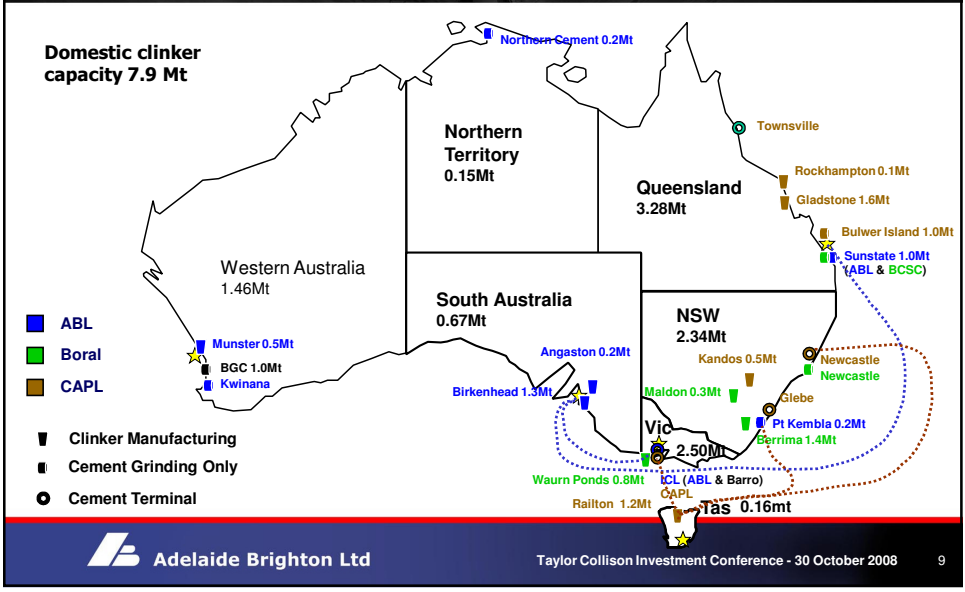 Domestic clinker
capacity 7.9 Mt
Northern Cement 0.2Mt
Northern
Territory
0.15Mt
Townsville
Queensland
3.28Mt
Rockhampton 0.1Mt
Gladstone 1.6Mt
Bulwer Island 1.0Mt
Sunstate 1.0Mt
(ABL & BCSC)
Western Australia
1.46Mt
South Australia
0.67Mt
NSW
2.34Mt
ABL
Boral
CAPL
Munster 0.5Mt
BGC 1.0Mt
Kwinana
Angaston 0.2Mt
Birkenhead 1.3Mt
Kandos 0.5Mt
Newcastle
Newcastle
Maldon 0.3Mt
Glebe
Pt Kembla 0.2Mt
Berrima 1.4Mt
Vic
2.50Mt
Waurn Ponds 0.8Mt
ICL (ABL & Barro)
CAPL
Railton 1.2Mt
Tas 0.16mt
Clinker Manufacturing
Cement Grinding Only
Cement Terminal
Adelaide Brighton Ltd
Taylor Collison Investment Conference - 30 October 2008
9